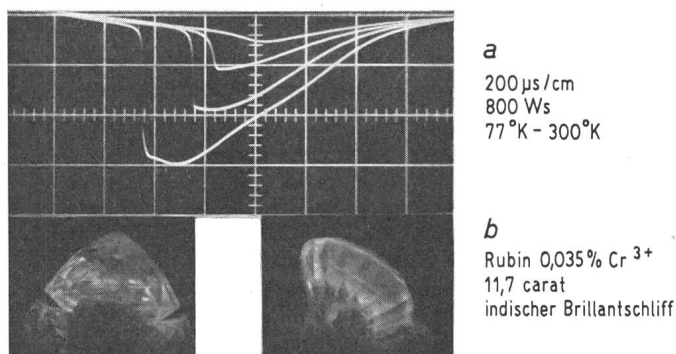 a
200 µs/cm
800 Ws
77 °K - 300 °K
b
Rubin 0,035% Cr 3+
11,7 carat
indischer Brillantschliff